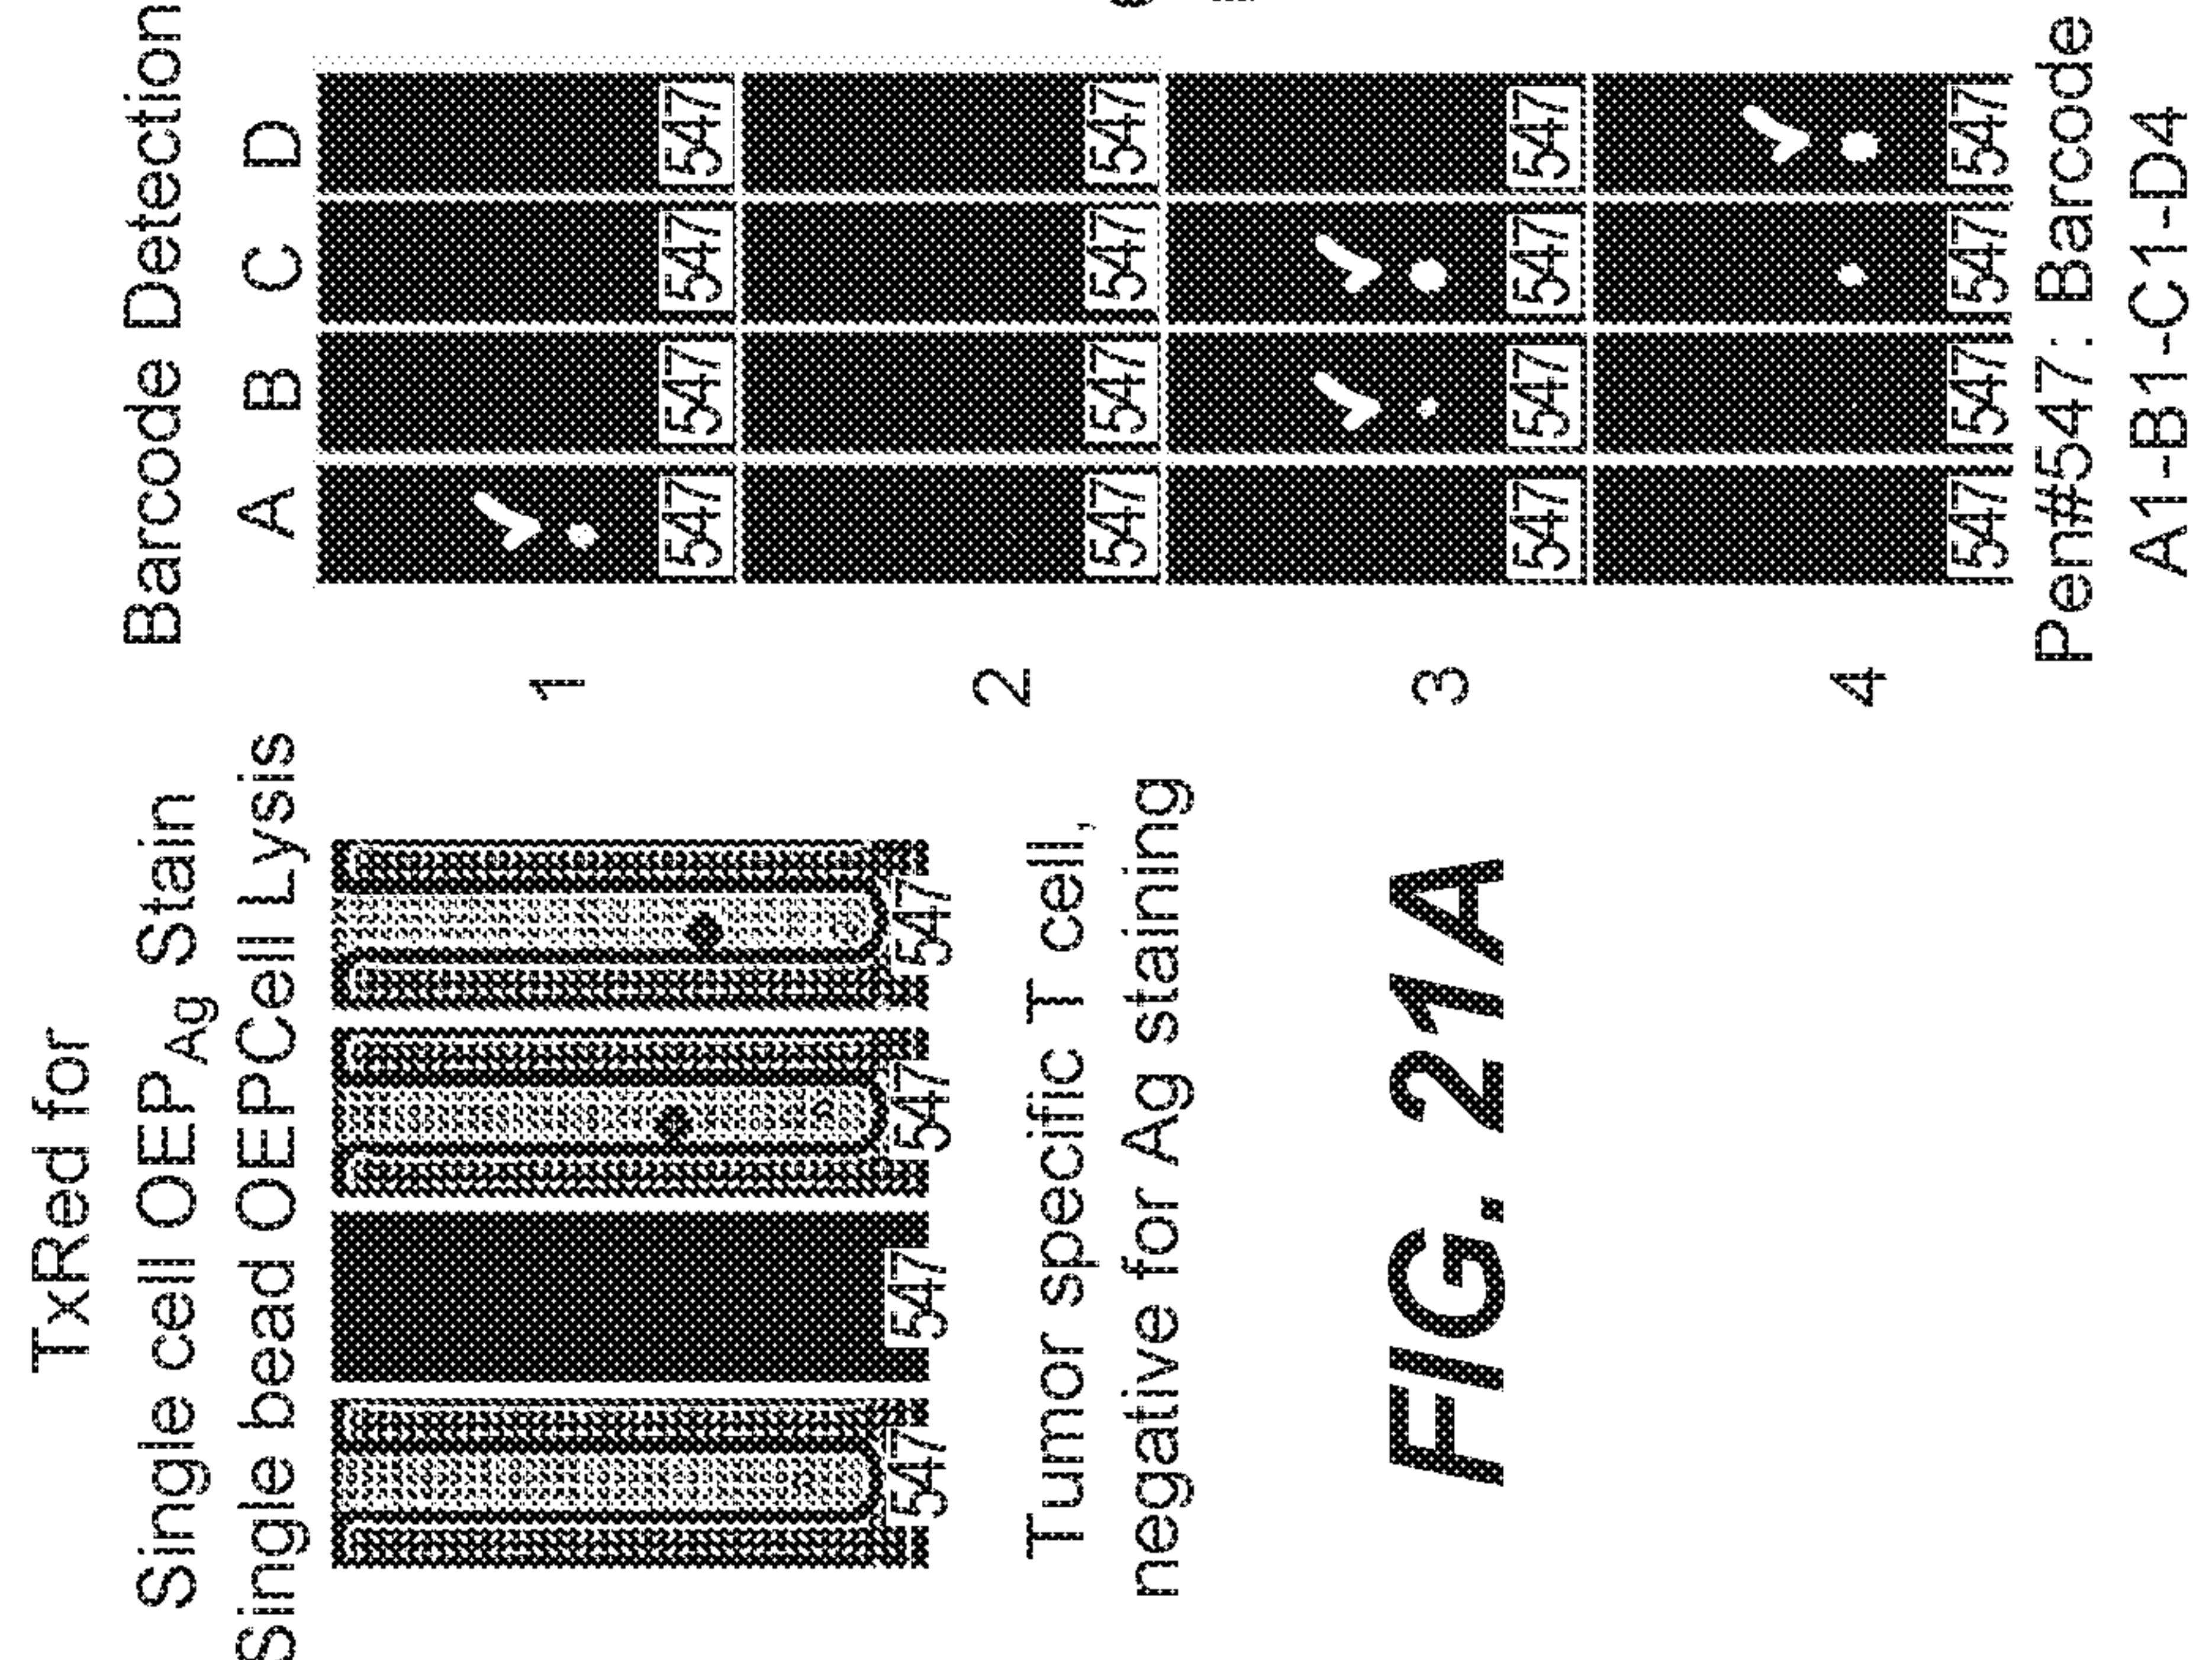 TxRed for
Single cell OEPAg Stain
Single bead OEPCell Lysis
547 547 547 547
Tumor specific T cell,
negative for Ag staining
FIG. 21A
Barcode Detection
A B C D
1 547 547 547 547
2 547 547 547 547
3 547 547 547 547
4 547 547 547 547
Pen#547: Barcode
A1-B1-C1-D4